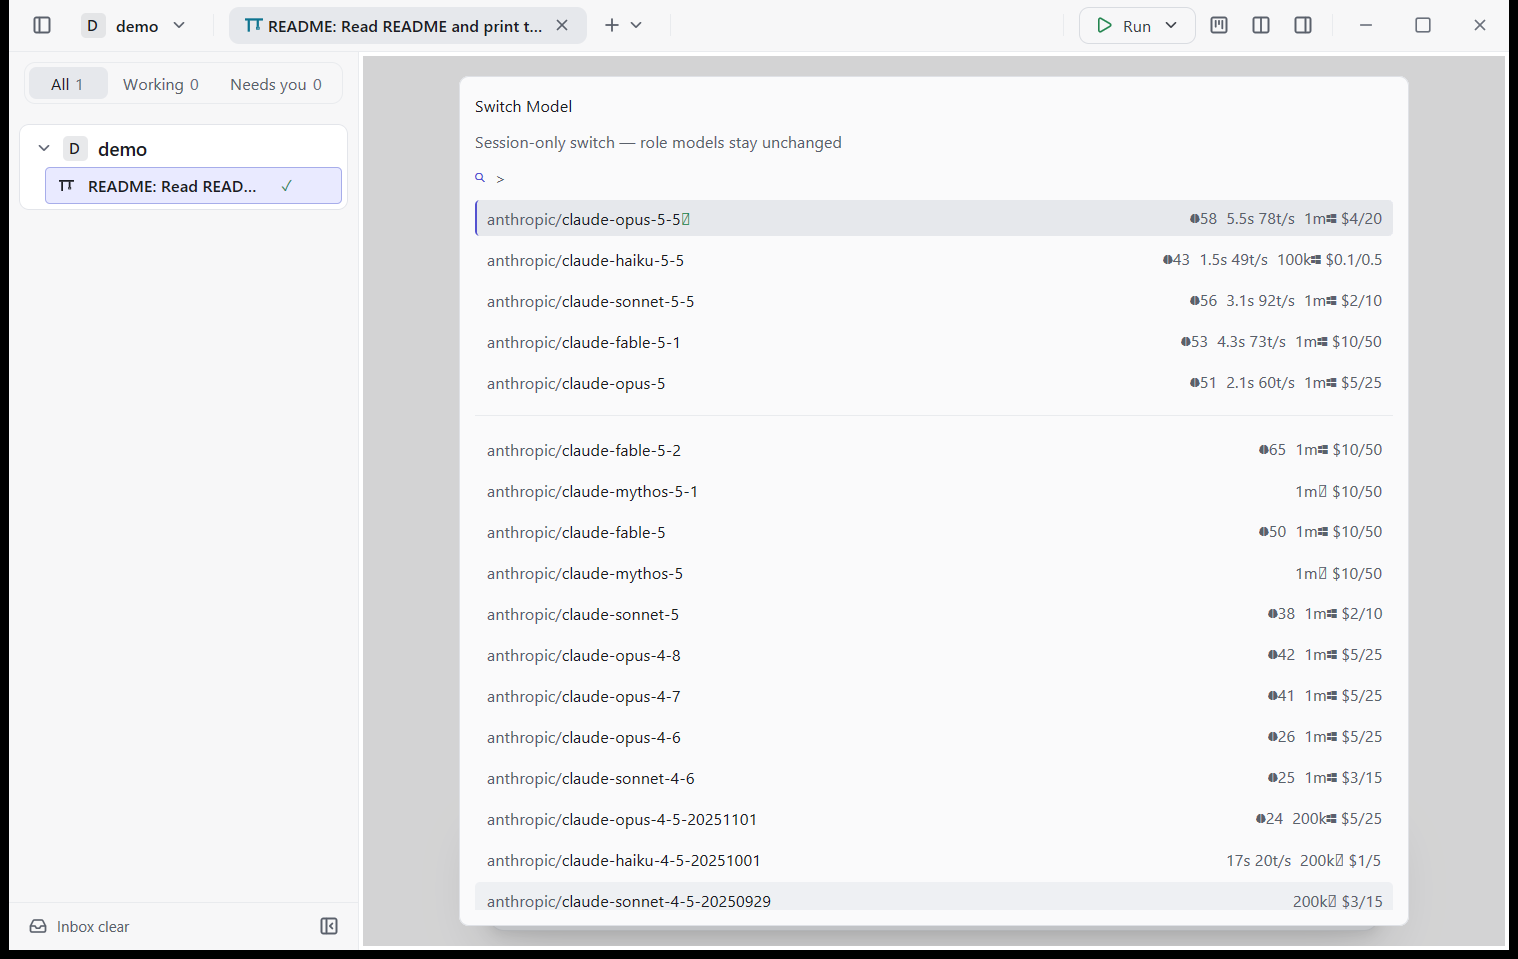 D demo
README: Read README and print t...
Run
All 1 Working 0 Needs you 0
D demo
README: Read READ... ✓
Inbox clear
Switch Model
Session-only switch — role models stay unchanged
>
anthropic/claude-opus-5-5 58 5.5s 78t/s 1m $4/20
anthropic/claude-haiku-5-5 43 1.5s 49t/s 100k $0.1/0.5
anthropic/claude-sonnet-5-5 56 3.1s 92t/s 1m $2/10
anthropic/claude-fable-5-1 53 4.3s 73t/s 1m $10/50
anthropic/claude-opus-5 51 2.1s 60t/s 1m $5/25
anthropic/claude-fable-5-2 65 1m $10/50
anthropic/claude-mythos-5-1 1m $10/50
anthropic/claude-fable-5 50 1m $10/50
anthropic/claude-mythos-5 1m $10/50
anthropic/claude-sonnet-5 38 1m $2/10
anthropic/claude-opus-4-8 42 1m $5/25
anthropic/claude-opus-4-7 41 1m $5/25
anthropic/claude-opus-4-6 26 1m $5/25
anthropic/claude-sonnet-4-6 25 1m $3/15
anthropic/claude-opus-4-5-20251101 24 200k $5/25
anthropic/claude-haiku-4-5-20251001 17s 20t/s 200k $1/5
anthropic/claude-sonnet-4-5-20250929 200k $3/15